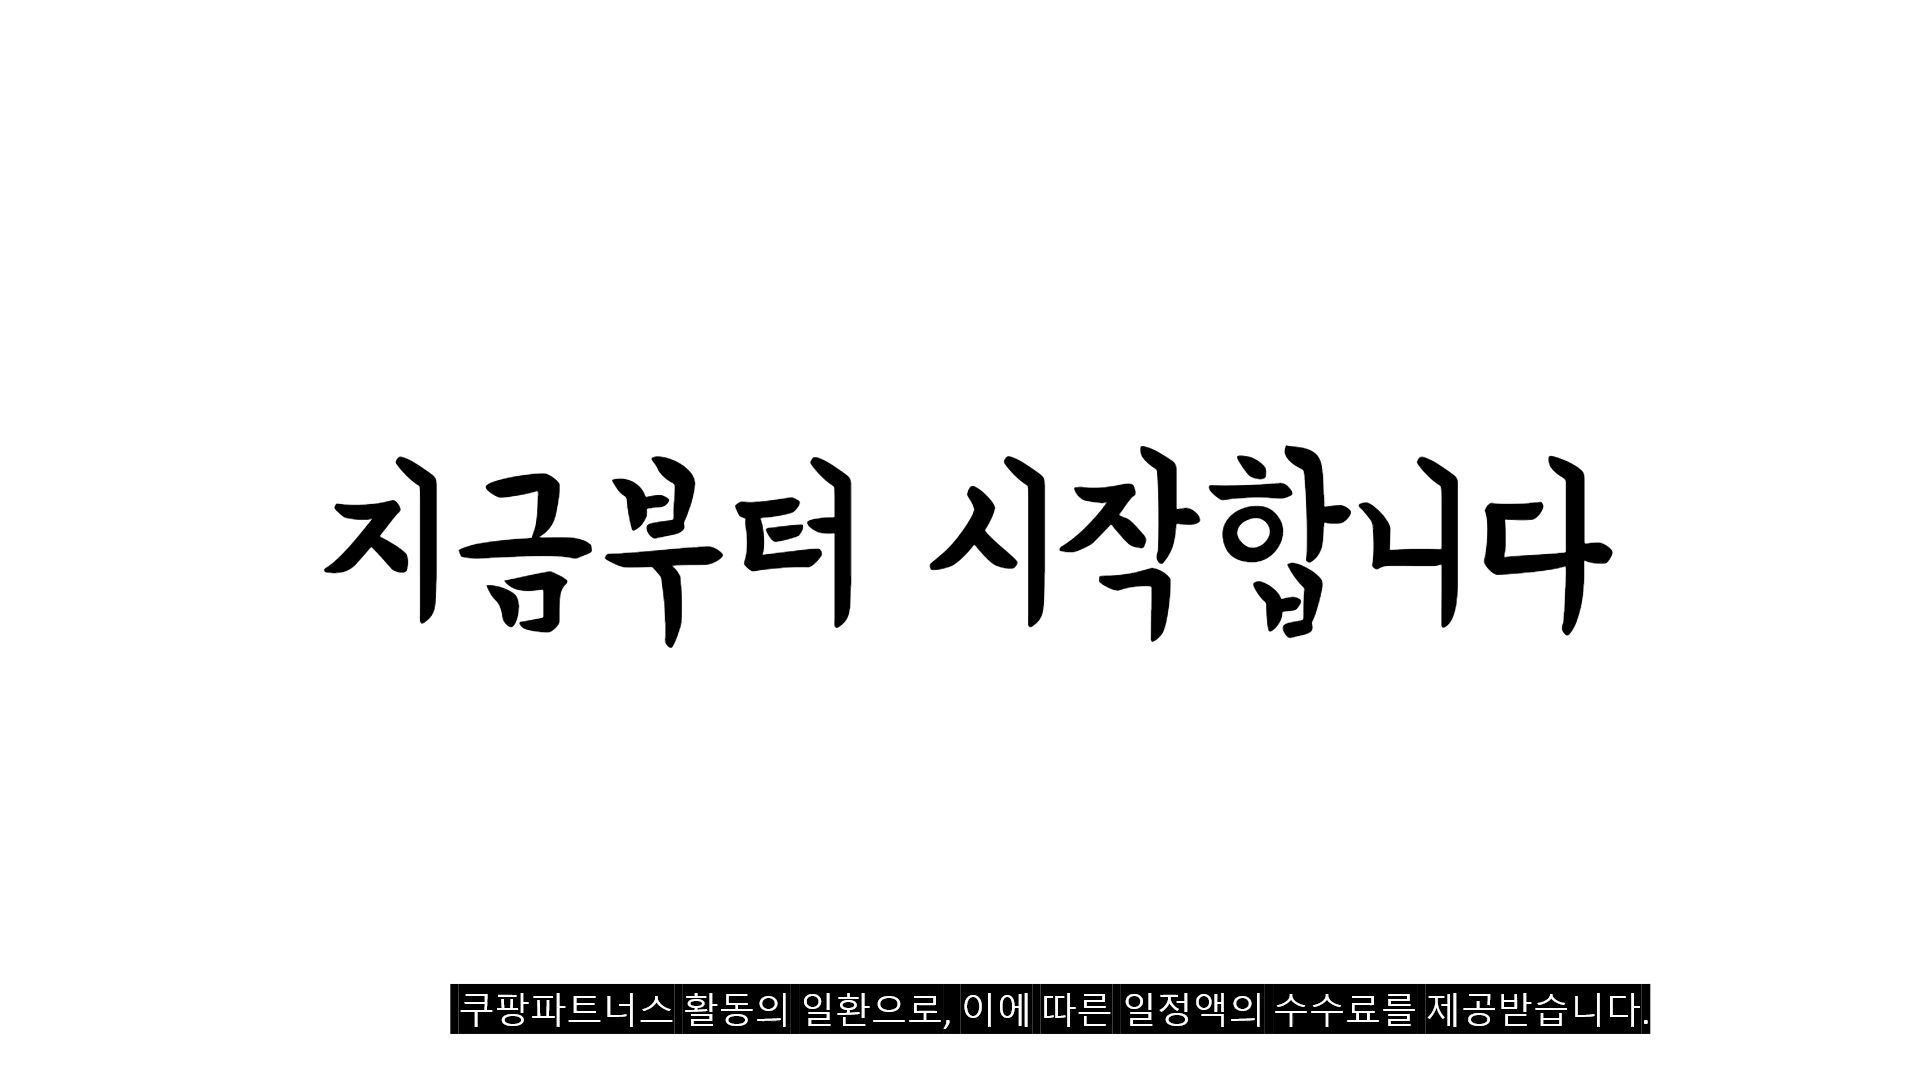 지금부터 시작합니다
쿠팡파트너스 활동의 일환으로, 이에 따른 일정액의 수수료를 제공받습니다.